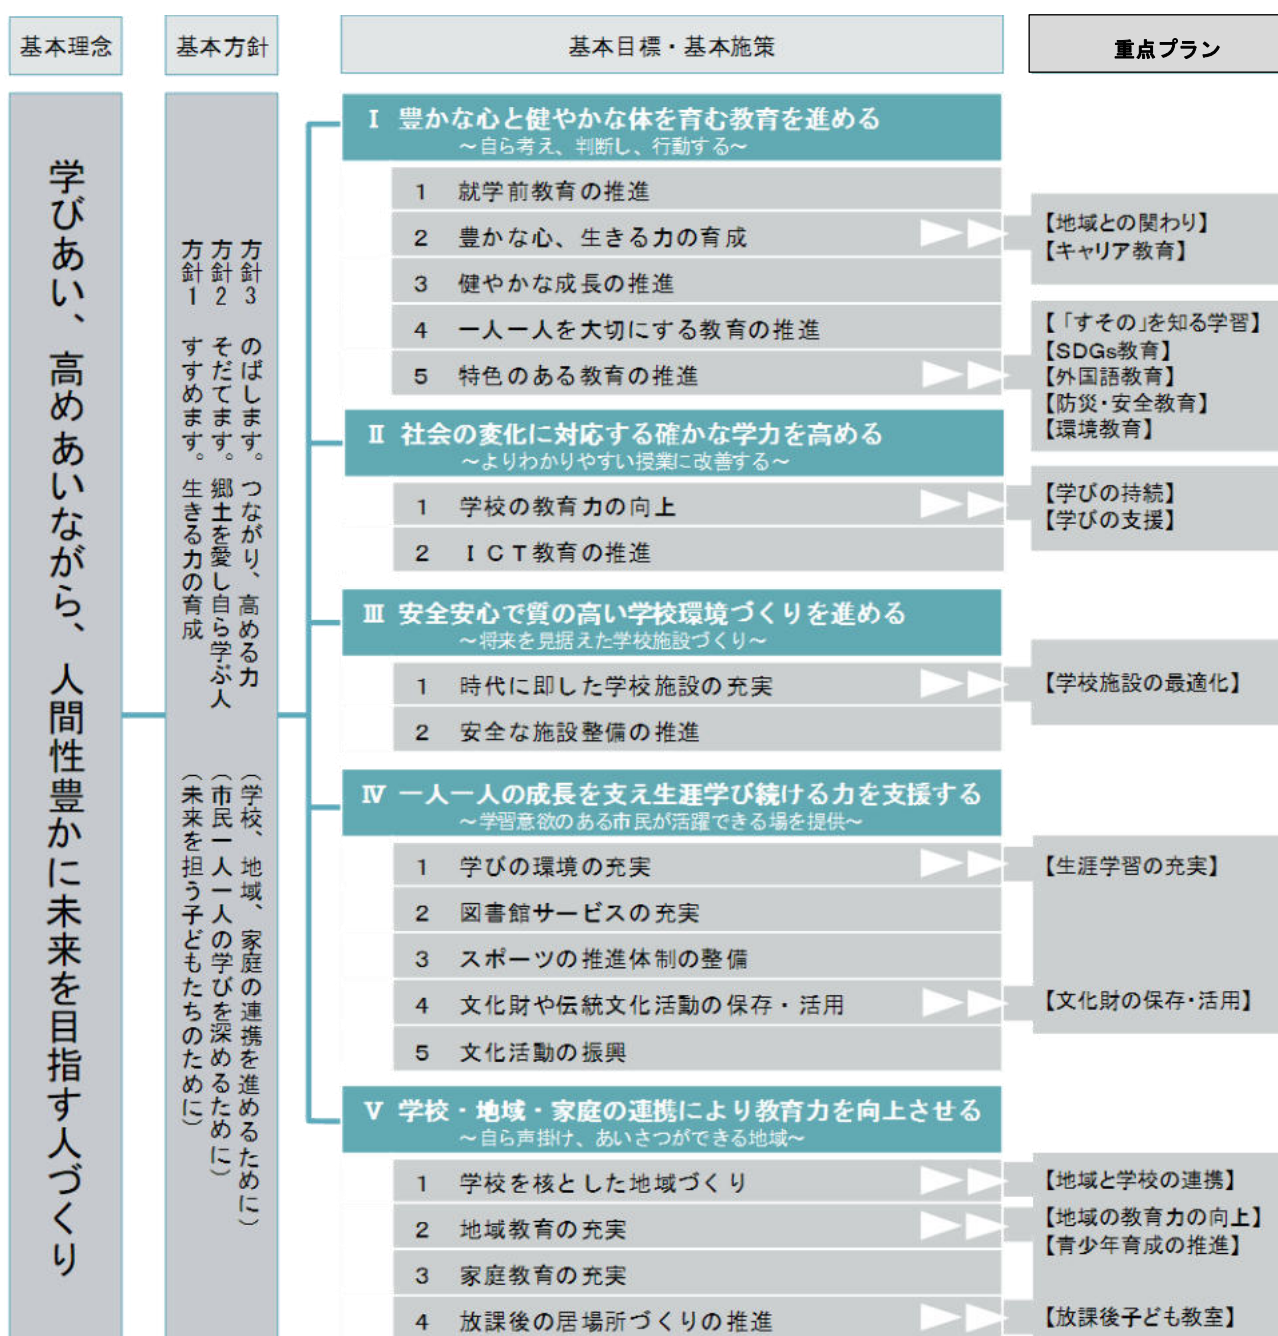 基本理念
基本方針
基本目標・基本施策
重点プラン
学びあい、高めあいながら、人間性豊かに未来を目指す人づくり
方針1 すすめます。生きる力の育成 (未来を担う子どもたちのために)
方針2 そだてます。郷土を愛し自ら学ぶ人 (市民一人一人の学びを深めるために)
方針3 のばします。つながり、高める力 (学校、地域、家庭の連携を進めるために)
Ⅰ 豊かな心と健やかな体を育む教育を進める
～自ら考え、判断し、行動する～
1 就学前教育の推進
2 豊かな心、生きる力の育成
【地域との関わり】
【キャリア教育】
3 健やかな成長の推進
4 一人一人を大切にする教育の推進
5 特色のある教育の推進
【「すその」を知る学習】
【SDGs教育】
【外国語教育】
【防災・安全教育】
【環境教育】
Ⅱ 社会の変化に対応する確かな学力を高める
～よりわかりやすい授業に改善する～
1 学校の教育力の向上
【学びの持続】
【学びの支援】
2 ＩＣＴ教育の推進
Ⅲ 安全安心で質の高い学校環境づくりを進める
～将来を見据えた学校施設づくり～
1 時代に即した学校施設の充実
【学校施設の最適化】
2 安全な施設整備の推進
Ⅳ 一人一人の成長を支え生涯学び続ける力を支援する
～学習意欲のある市民が活躍できる場を提供～
1 学びの環境の充実
【生涯学習の充実】
2 図書館サービスの充実
3 スポーツの推進体制の整備
4 文化財や伝統文化活動の保存・活用
【文化財の保存・活用】
5 文化活動の振興
Ⅴ 学校・地域・家庭の連携により教育力を向上させる
～自ら声掛け、あいさつができる地域～
1 学校を核とした地域づくり
【地域と学校の連携】
2 地域教育の充実
【地域の教育力の向上】
【青少年育成の推進】
3 家庭教育の充実
4 放課後の居場所づくりの推進
【放課後子ども教室】